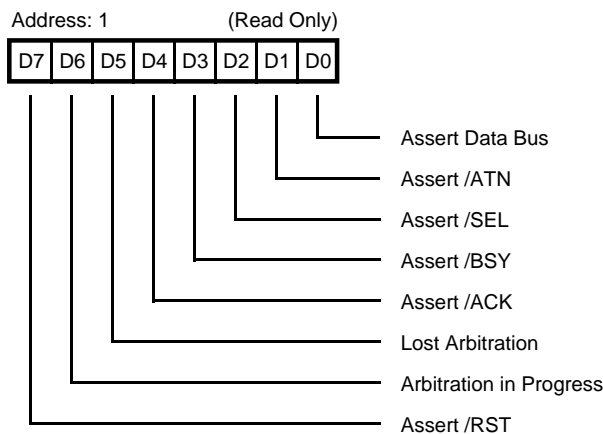 Address: 1 (Read Only)
D7 D6 D5 D4 D3 D2 D1 D0
Assert Data Bus
Assert /ATN
Assert /SEL
Assert /BSY
Assert /ACK
Lost Arbitration
Arbitration in Progress
Assert /RST